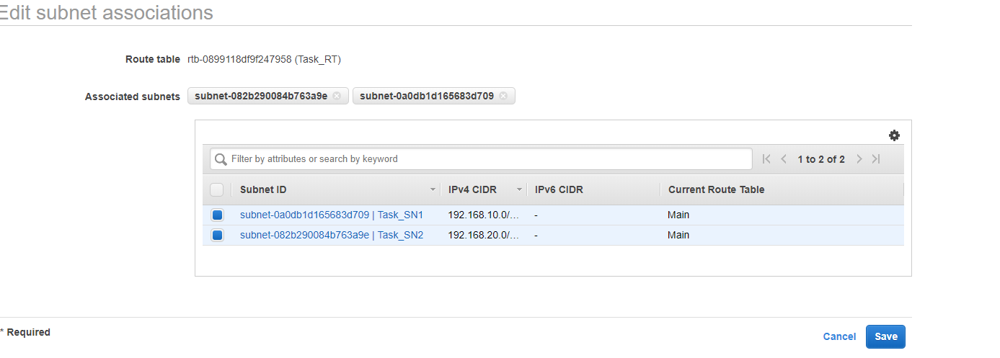 Edit subnet associations
Route table rtb-0899118df9f247958 (Task_RT)
Associated subnets subnet-082b290084b763a9e subnet-0a0db1d165683d709
Filter by attributes or search by keyword 1 to 2 of 2
Subnet ID IPv4 CIDR IPv6 CIDR Current Route Table
subnet-0a0db1d165683d709 | Task_SN1 192.168.10.0/... - Main
subnet-082b290084b763a9e | Task_SN2 192.168.20.0/... - Main
* Required Cancel Save